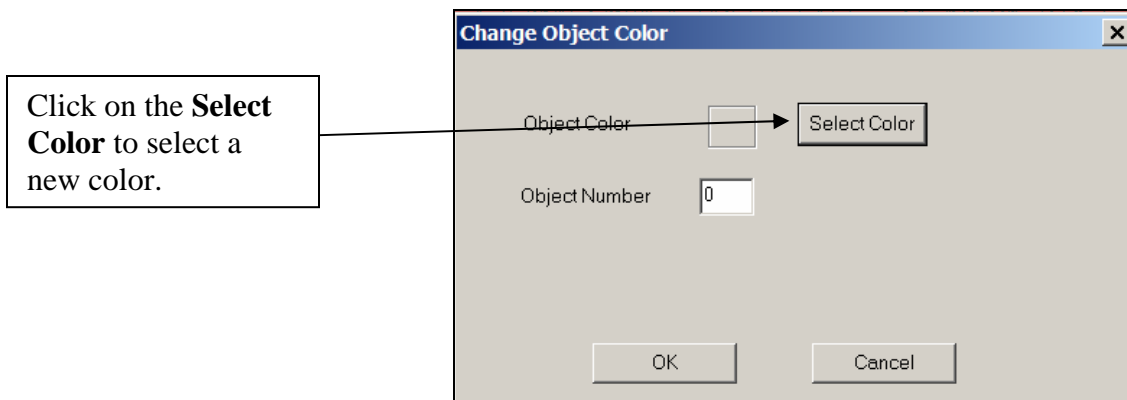 Change Object Color
Click on the Select
Color to select a
new color.
Object Color
Select Color
Object Number
0
OK
Cancel